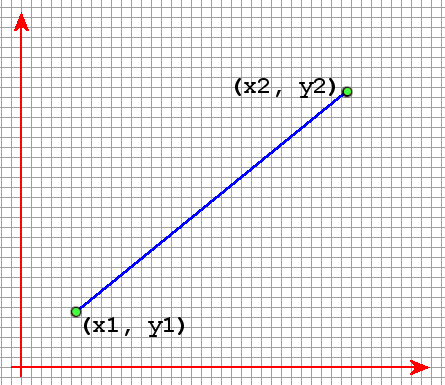 (x2, y2)
(x1, y1)